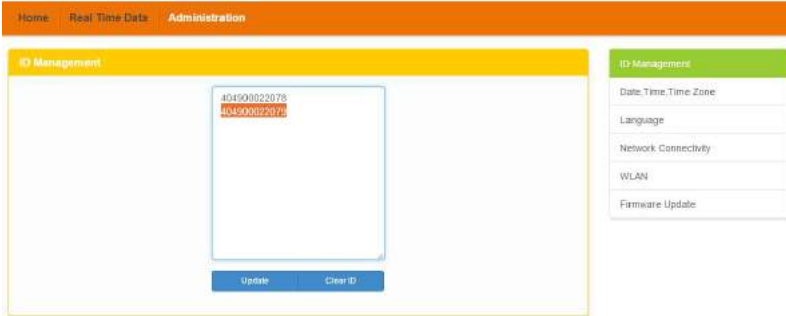 Home Real Time Data Administration
ID Management
404900022078
404900022079
Update Clear ID
ID Management
Date,Time,Time Zone
Language
Network Connectivity
WLAN
Firmware Update